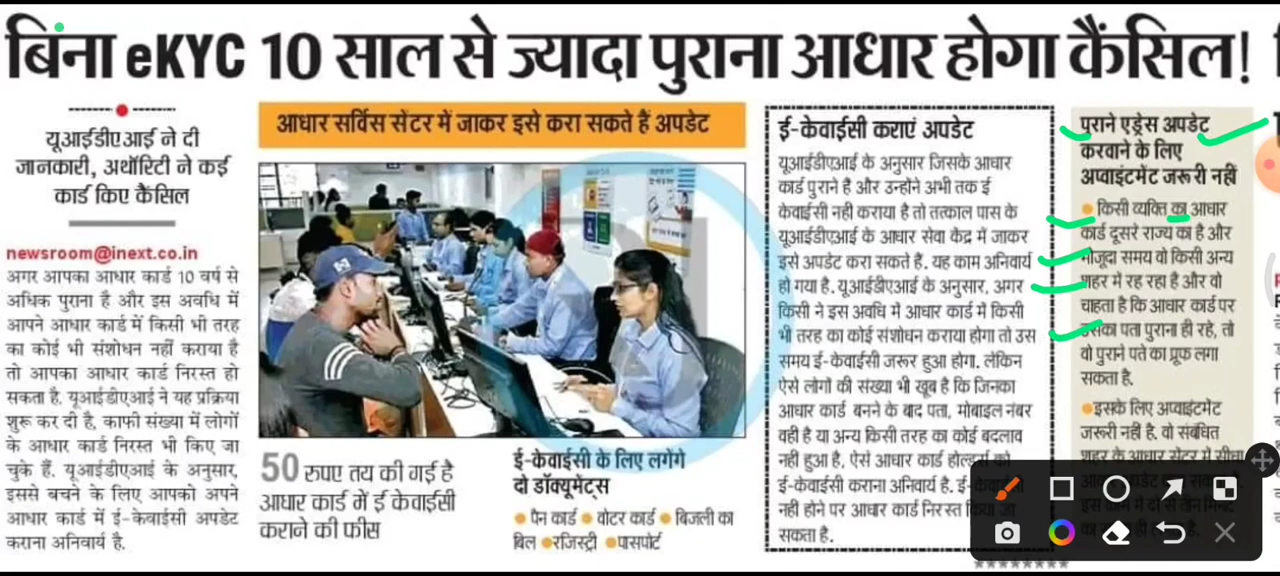 बिना eKYC 10 साल से ज्यादा पुराना आधार होगा कैंसिल!
यूआईडीएआई ने दी
जानकारी, अथॉरिटी ने कई
कार्ड किए कैंसिल
newsroom@inext.co.in
अगर आपका आधार कार्ड 10 वर्ष से
अधिक पुराना है और इस अवधि में
आपने आधार कार्ड में किसी भी तरह
का कोई भी संशोधन नहीं कराया है
तो आपका आधार कार्ड निरस्त हो
सकता है. यूआईडीएआई ने यह प्रक्रिया
शुरू कर दी है, काफी संख्या में लोगों
के आधार कार्ड निरस्त भी किए जा
चुके हैं. यूआईडीएआई के अनुसार,
इससे बचने के लिए आपको अपने
आधार कार्ड में ई-केवाईसी अपडेट
कराना अनिवार्य है.
आधार सर्विस सेंटर में जाकर इसे करा सकते हैं अपडेट
50 रुपए तय की गई है
आधार कार्ड में ई केवाईसी
कराने की फीस
ई-केवाईसी के लिए लगेंगे
दो डॉक्यूमेंट्स
पैन कार्ड वोटर कार्ड बिजली का
बिल रजिस्ट्री पासपोर्ट
ई-केवाईसी कराएं अपडेट
यूआईडीएआई के अनुसार जिसके आधार
कार्ड पुराने हैं और उन्होंने अभी तक ई
केवाईसी नही कराया है तो तत्काल पास के
यूआईडीएआई के आधार सेवा केंद्र में जाकर
इसे अपडेट करा सकते हैं. यह काम अनिवार्य
हो गया है. यूआईडीएआई के अनुसार, अगर
किसी ने इस अवधि में आधार कार्ड में किसी
भी तरह का कोई संशोधन कराया होगा तो उस
समय ई-केवाईसी जरूर हुआ होगा. लेकिन
ऐसे लोगों की संख्या भी खूब है कि जिनका
आधार कार्ड बनने के बाद पता, मोबाइल नंबर
वही है या अन्य किसी तरह का कोई बदलाव
नहीं हुआ है. ऐसे आधार कार्ड होल्डर्स को
ई-केवाईसी कराना अनिवार्य है. ई-केवाईसी
नही होने पर आधार कार्ड निरस्त किया जा
सकता है.
पुराने एड्रेस अपडेट
करवाने के लिए
अप्वाइंटमेंट जरूरी नहीं
किसी व्यक्ति का आधार
कार्ड दूसरे राज्य का है और
मौजूदा समय वो किसी अन्य
शहर में रह रहा है और वो
चाहता है कि आधार कार्ड पर
उसका पता पुराना ही रहे, तो
वो पुराने पते का प्रूफ लगा
सकता है.
इसके लिए अप्वाइंटमेंट
जरूरी नहीं है. वो संबंधित
शहर के आधार सेंटर में सीधा